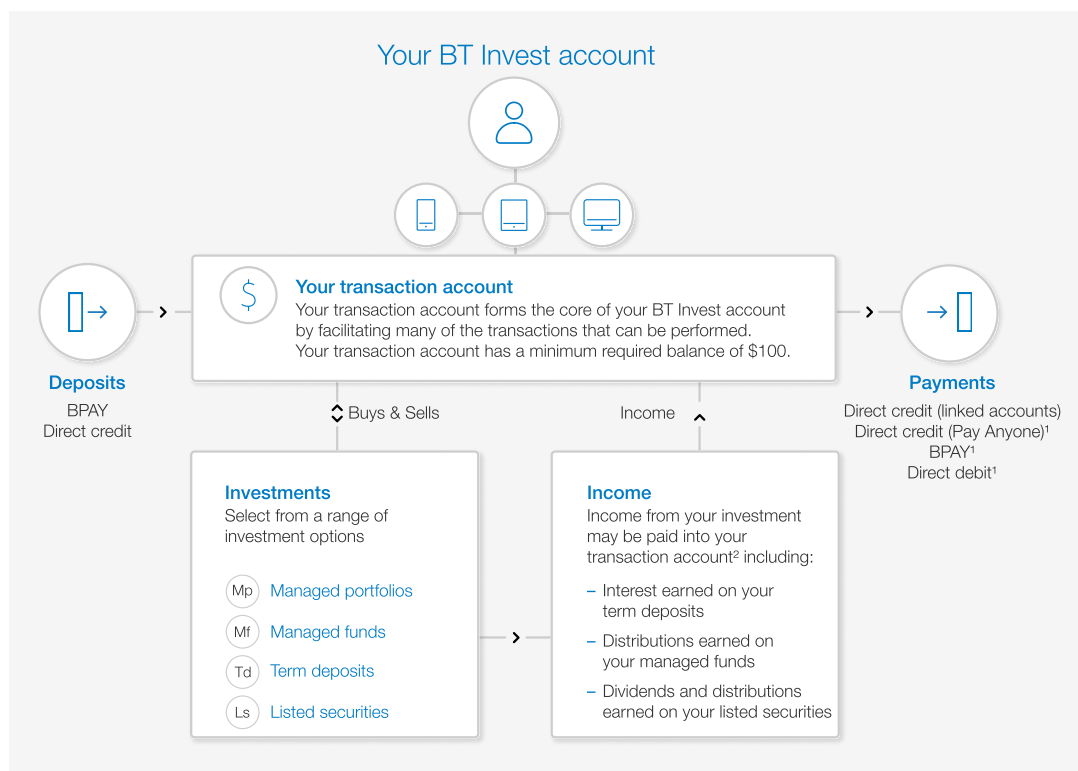 Your BT Invest account
$
Your transaction account
Your transaction account forms the core of your BT Invest account
by facilitating many of the transactions that can be performed.
Your transaction account has a minimum required balance of $100.
Deposits
BPAY
Direct credit
Payments
Direct credit (linked accounts)
Direct credit (Pay Anyone)¹
BPAY¹
Direct debit¹
Buys & Sells
Income
Investments
Select from a range of
investment options
Mp Managed portfolios
Mf Managed funds
Td Term deposits
Ls Listed securities
Income
Income from your investment
may be paid into your
transaction account² including:
– Interest earned on your
term deposits
– Distributions earned on
your managed funds
– Dividends and distributions
earned on your listed securities